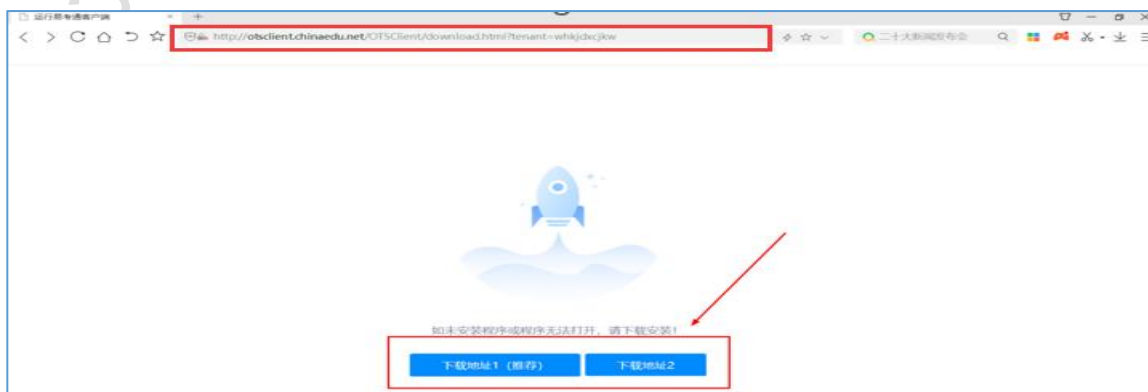 运行易考通客户端
http://otsclient.chinaedu.net/OTSClient/download.html?tenant=whkjdxcjkw
二十大新闻发布会
如未安装程序或程序无法打开，请下载安装！
下载地址1（推荐） 下载地址2